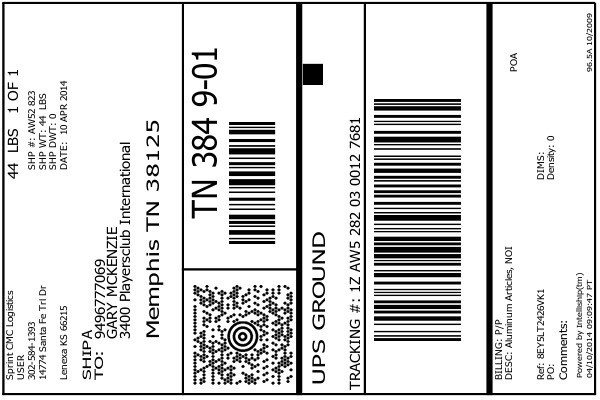 Sprint CMC Logistics
USER
302-584-1393
14774 Santa Fe Trl Dr
Lenexa KS 66215
44 LBS 1 OF 1
SHP #: AW52 823
SHP WT: 44 LBS
SHP DWT: 0
DATE: 10 APR 2014
SHIPA
TO: 9496777069
GARY MCKENZIE
3400 Playersclub International
Memphis TN 38125
TN 384 9-01
UPS GROUND
TRACKING #: 1Z AW5 282 03 0012 7681
BILLING: P/P
DESC: Aluminum Articles, NOI
POA
Ref: 8EY5LT2426VK1
PO:
DIMS:
Density: 0
Comments:
Powered by Intelliship(tm)
04/10/2014 09:09:47 PT
96.5A 10/2009